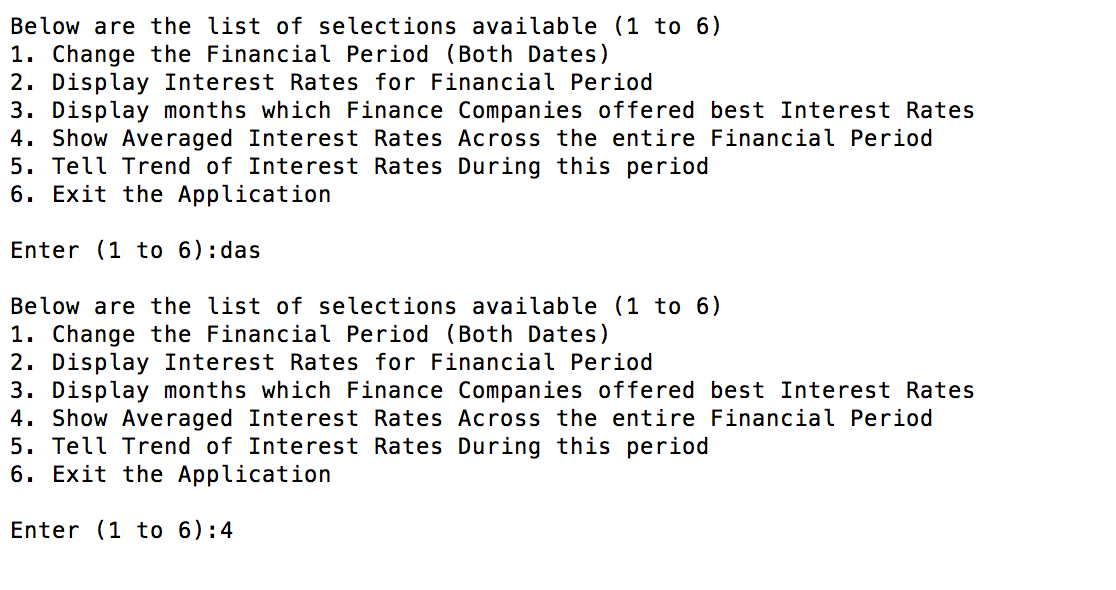 Below are the list of selections available (1 to 6)
1. Change the Financial Period (Both Dates)
2. Display Interest Rates for Financial Period
3. Display months which Finance Companies offered best Interest Rates
4. Show Averaged Interest Rates Across the entire Financial Period
5. Tell Trend of Interest Rates During this period
6. Exit the Application
Enter (1 to 6):das
Below are the list of selections available (1 to 6)
1. Change the Financial Period (Both Dates)
2. Display Interest Rates for Financial Period
3. Display months which Finance Companies offered best Interest Rates
4. Show Averaged Interest Rates Across the entire Financial Period
5. Tell Trend of Interest Rates During this period
6. Exit the Application
Enter (1 to 6):4